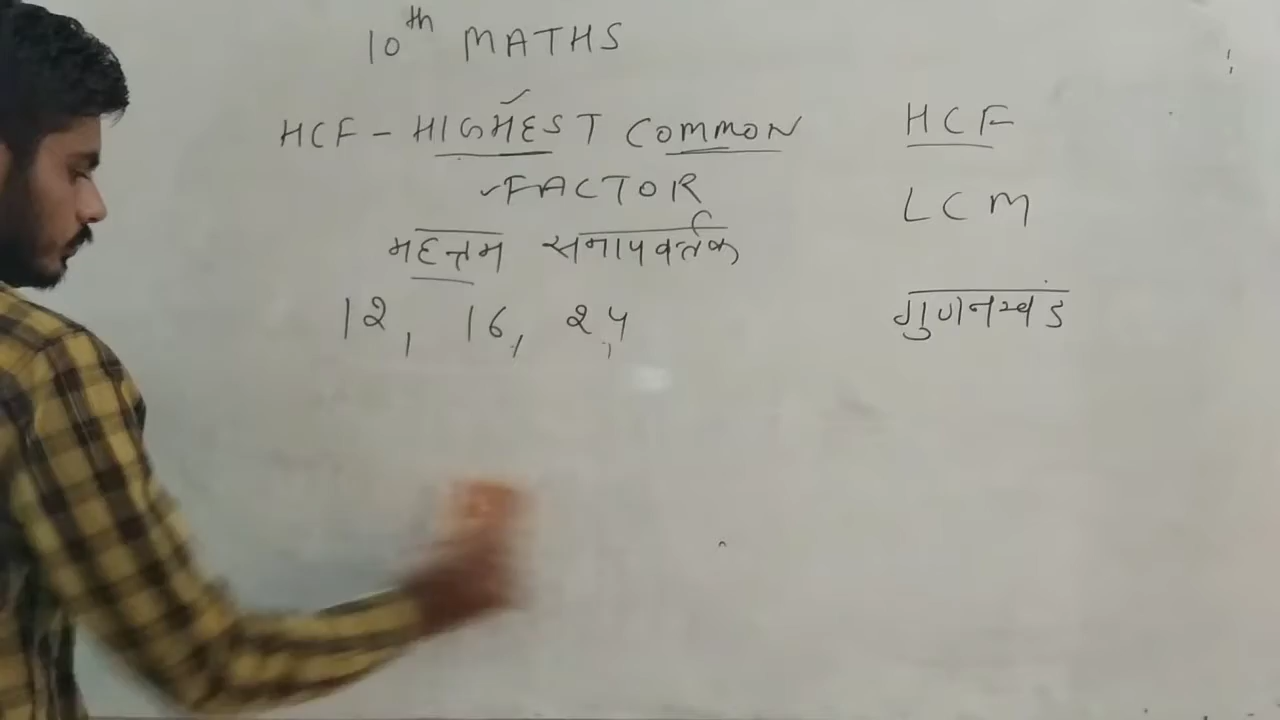 10th MATHS
HCF - HIGHEST COMMON
FACTOR
महत्तम समापवर्तक
12, 16, 24
HCF
LCM
गुणनखंड